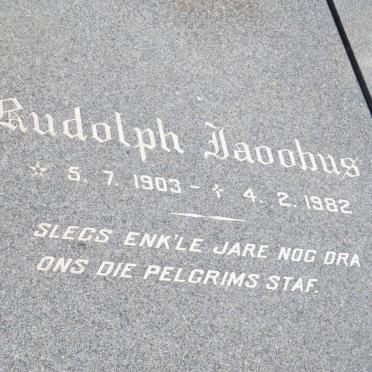 Rudolph Jacobus
☆ 5. 7. 1903 - ✝ 4. 2. 1982
SLEGS ENK'LE JARE NOG DRA
ONS DIE PELGRIMS STAF.